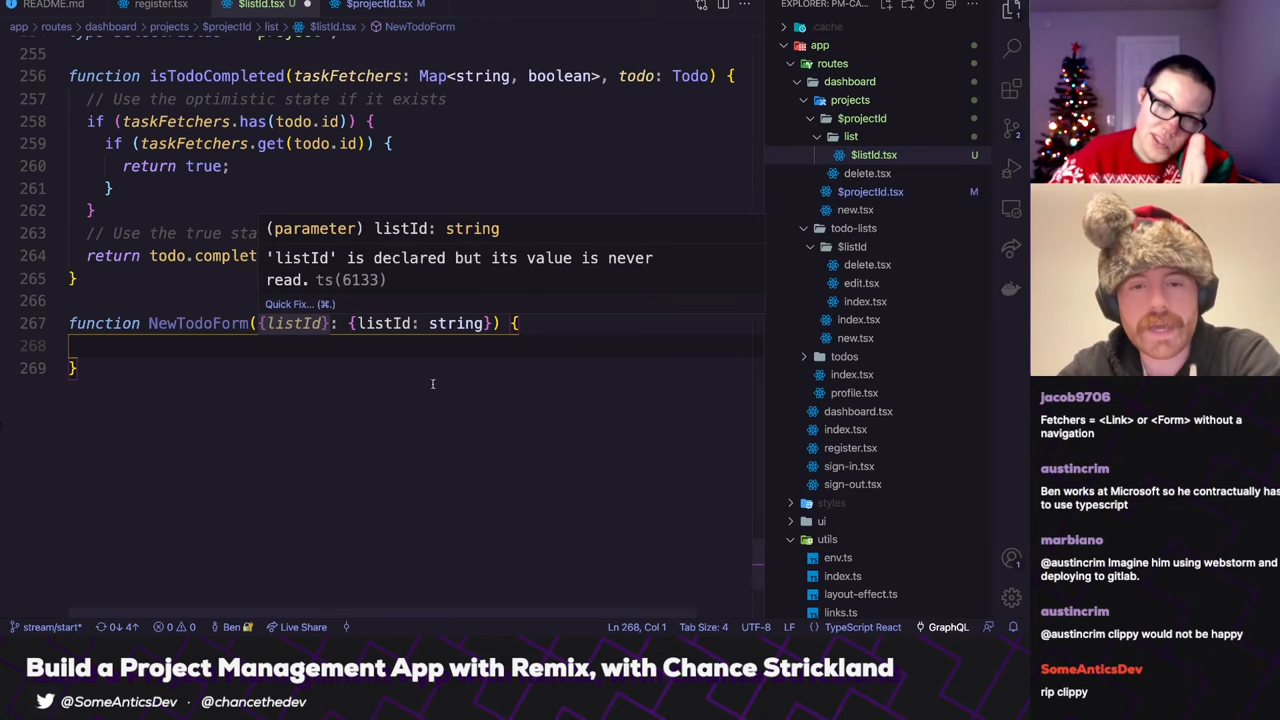 README.md
register.tsx
$listId.tsx U
$projectId.tsx M
app > routes > dashboard > projects > $projectId > list > $listId.tsx > NewTodoForm
255
256 function isTodoCompleted(taskFetchers: Map<string, boolean>, todo: Todo) {
257 // Use the optimistic state if it exists
258 if (taskFetchers.has(todo.id)) {
259 if (taskFetchers.get(todo.id)) {
260 return true;
261 }
262 }
263 // Use the true sta
264 return todo.complet
265 }
266
267 function NewTodoForm({listId}: {listId: string}) {
268
269 }
(parameter) listId: string
'listId' is declared but its value is never
read. ts(6133)
Quick Fix... (⌘.)
EXPLORER: PM-CA...
.cache
app
routes
dashboard
projects
$projectId
list
$listId.tsx U
delete.tsx
$projectId.tsx M
new.tsx
todo-lists
$listId
delete.tsx
edit.tsx
index.tsx
index.tsx
new.tsx
todos
index.tsx
profile.tsx
dashboard.tsx
index.tsx
register.tsx
sign-in.tsx
sign-out.tsx
styles
ui
utils
env.ts
index.ts
layout-effect.ts
links.ts
stream/start* 0↓ 4↑ 0 0 Ben Live Share
Ln 268, Col 1 Tab Size: 4 UTF-8 LF {} TypeScript React GraphQL
jacob9706
Fetchers = <Link> or <Form> without a
navigation
austincrim
Ben works at Microsoft so he contractually has
to use typescript
marbiano
@austincrim Imagine him using webstorm and
deploying to gitlab.
austincrim
@austincrim clippy would not be happy
SomeAnticsDev
rip clippy
Build a Project Management App with Remix, with Chance Strickland
@SomeAnticsDev · @chancethedev